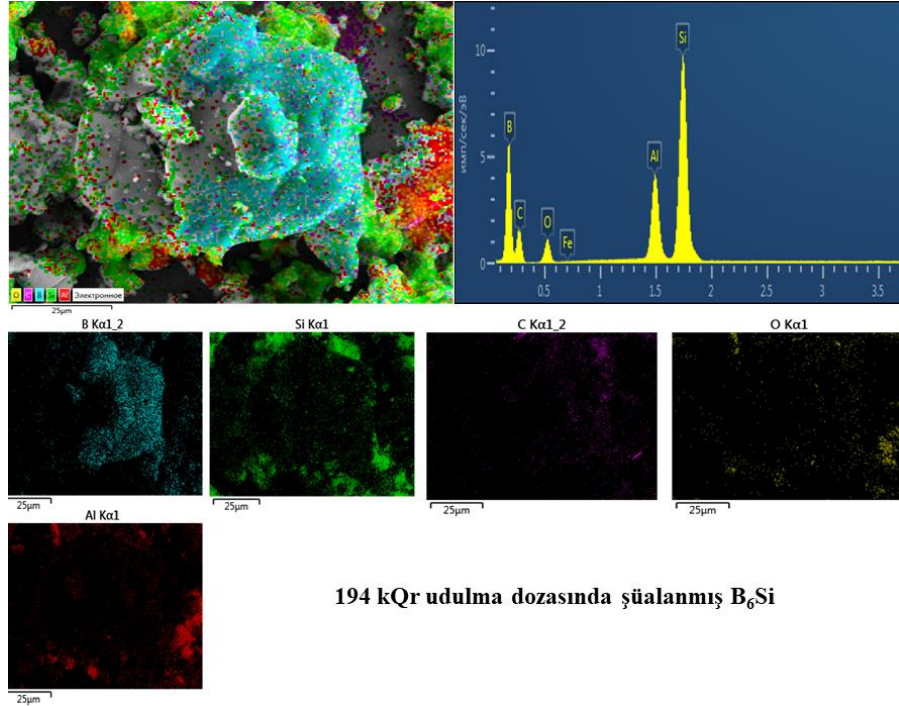 O C B Si Al Электронное
25µm
10
5
0
имп/сек/эВ
B
C
O
Fe
Al
Si
0.5 1 1.5 2 2.5 3 3.5
B Kα1_2
Si Kα1
C Kα1_2
O Kα1
25µm
25µm
25µm
25µm
Al Kα1
25µm
194 kQr udulma dozasında şüalanmış B₆Si